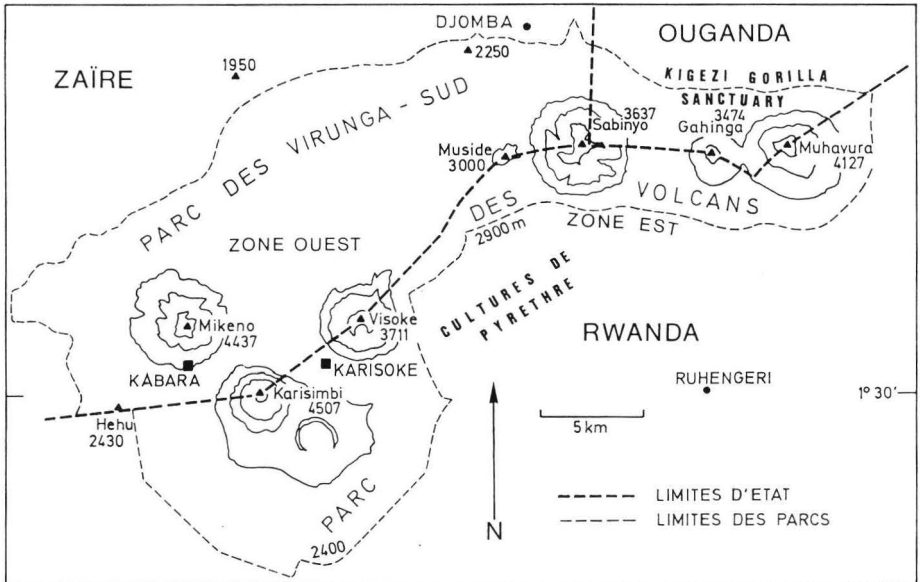 DJOMBA
2250
OUGANDA
ZAÏRE
1950
KIGEZI GORILLA
SANCTUARY
PARC DES VIRUNGA-SUD
3637
Sabinyo
3474
Gahinga
Muhavura
4127
Muside
3000
DES VOLCANS
2900m
ZONE EST
ZONE OUEST
CULTURES DE
PYRETHRE
Mikeno
4437
Visoke
3711
RWANDA
KABARA
KARISOKE
RUHENGERI
1° 30'
Karisimbi
4507
Hehu
2430
5 km
PARC
2400
N
LIMITES D'ETAT
LIMITES DES PARCS